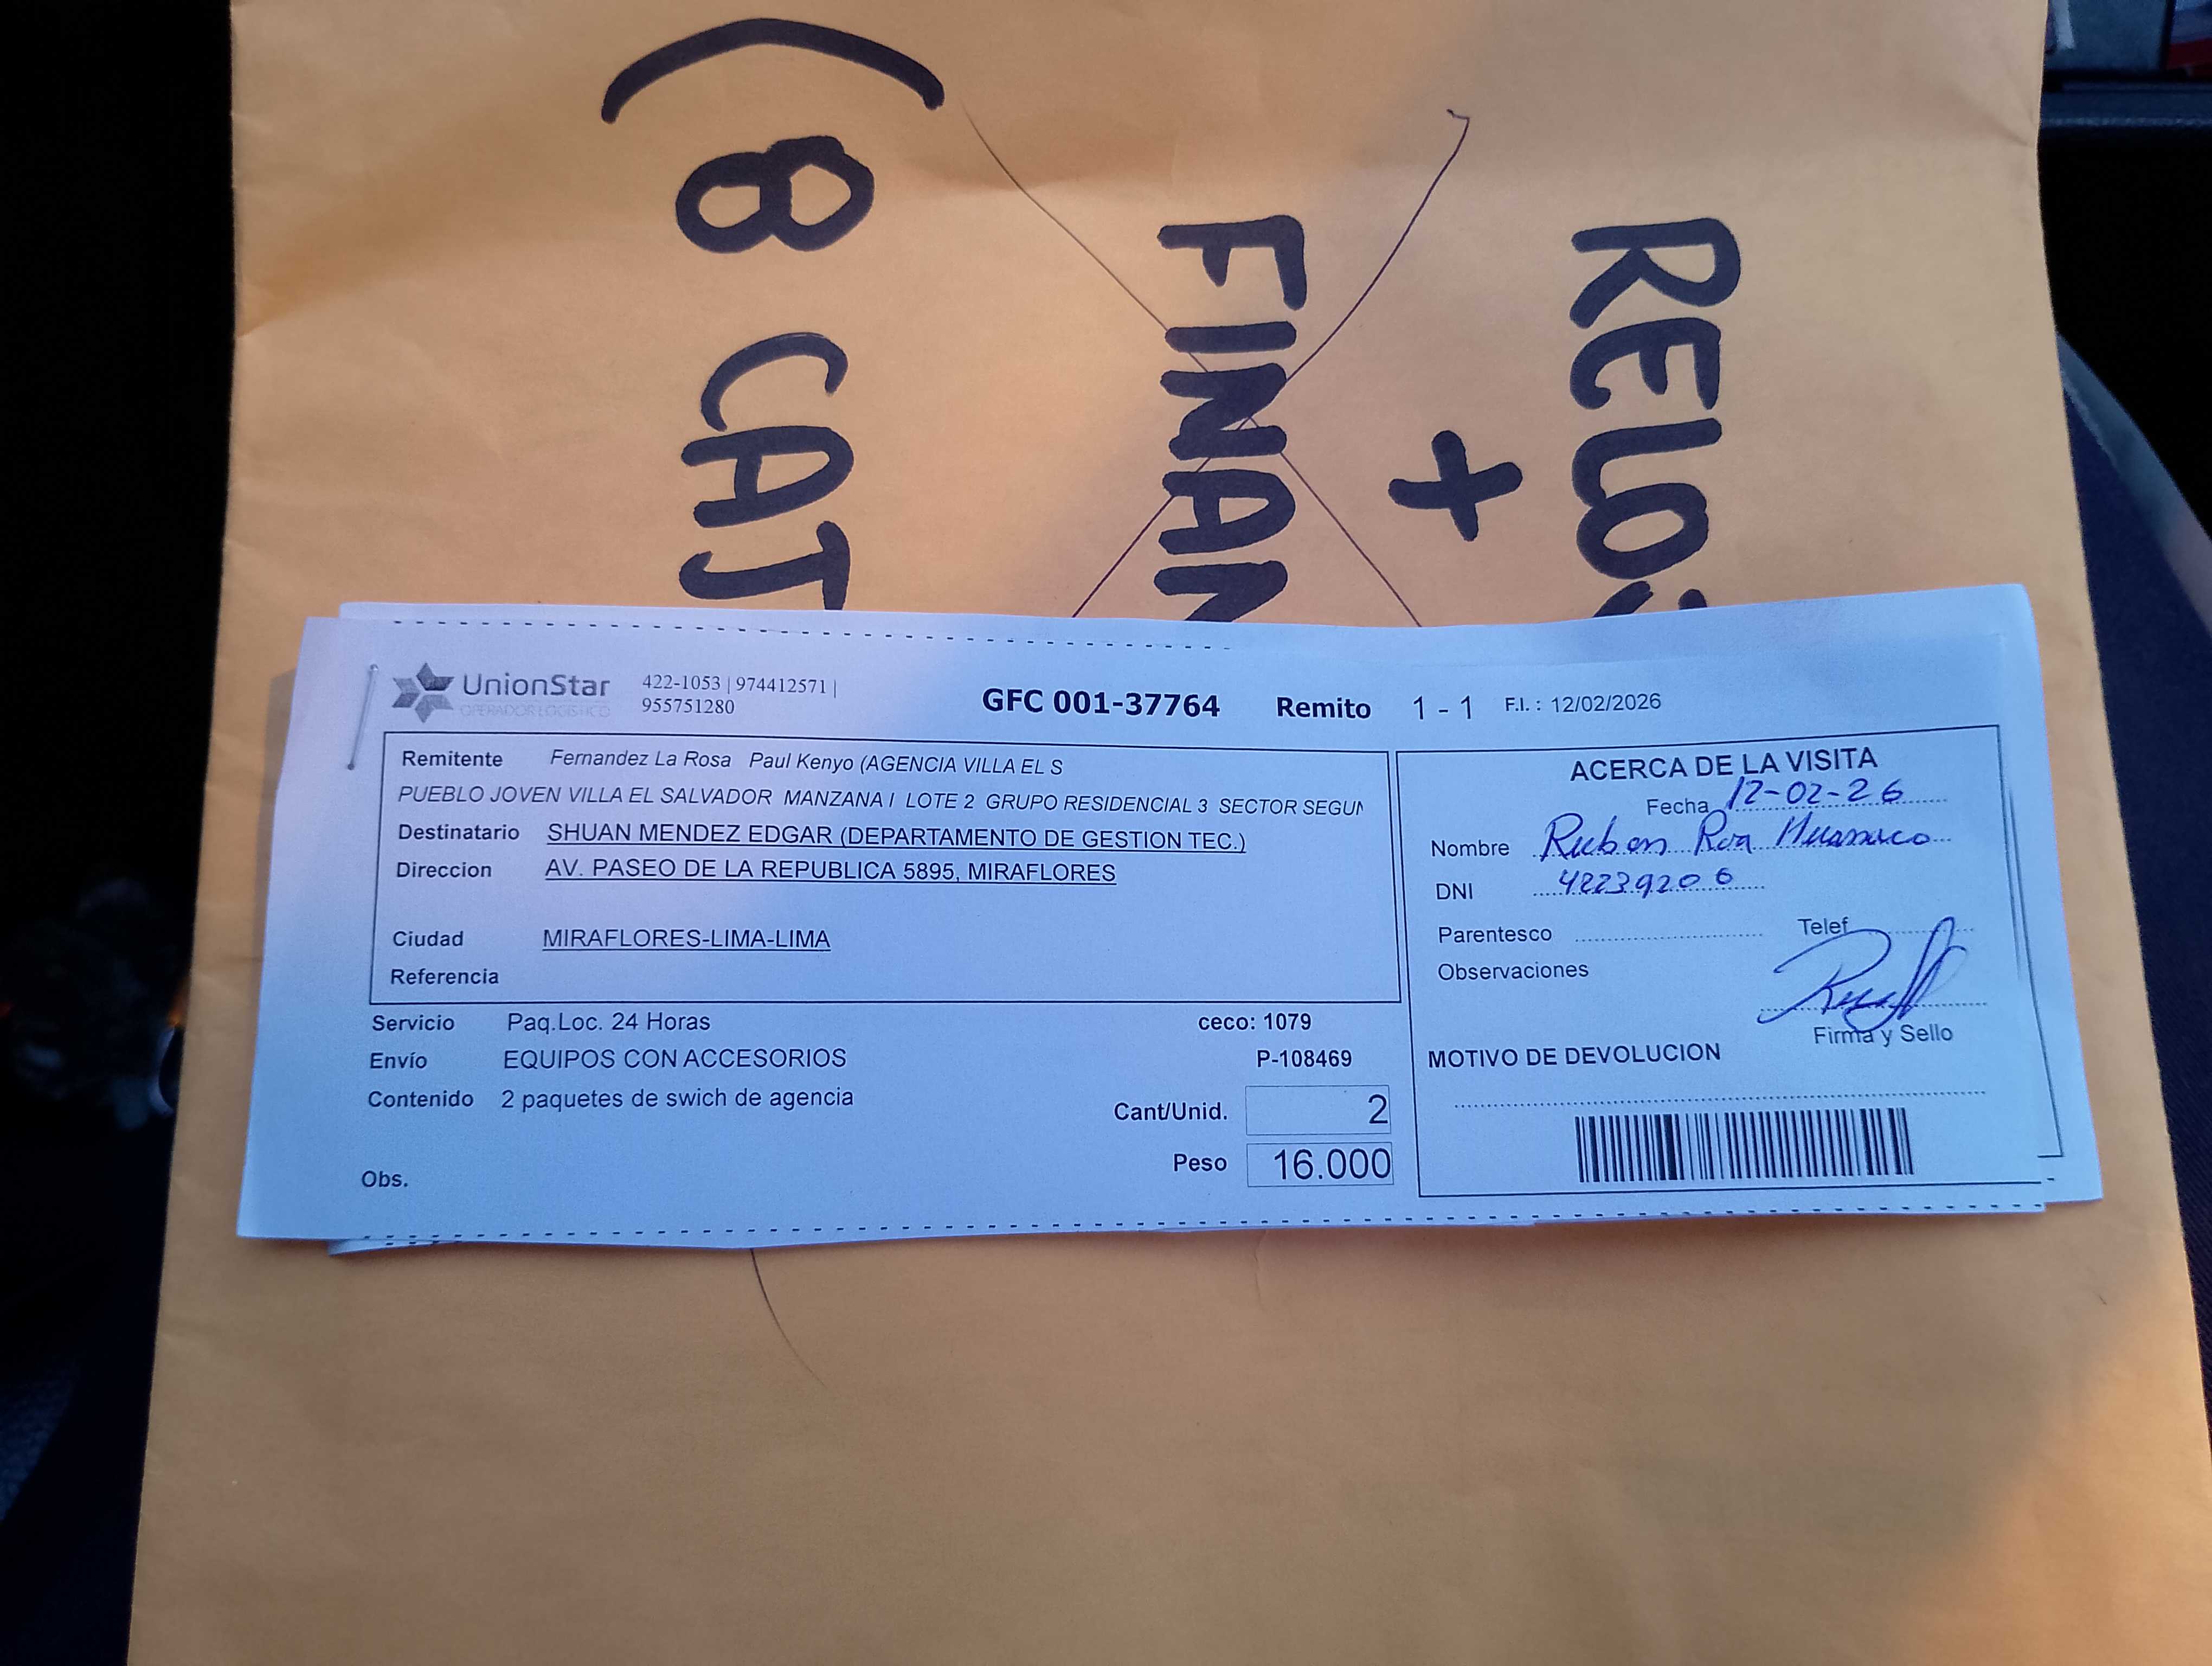 RELOJ
+
FINAN
( 8 CAJ
UnionStar
OPERADOR LOGISTICO
422-1053 | 974412571 |
955751280
GFC 001-37764 Remito 1 - 1 F.I. : 12/02/2026
Remitente Fernandez La Rosa Paul Kenyo (AGENCIA VILLA EL S
PUEBLO JOVEN VILLA EL SALVADOR MANZANA I LOTE 2 GRUPO RESIDENCIAL 3 SECTOR SEGUN
Destinatario SHUAN MENDEZ EDGAR (DEPARTAMENTO DE GESTION TEC.)
Direccion AV. PASEO DE LA REPUBLICA 5895, MIRAFLORES
Ciudad MIRAFLORES-LIMA-LIMA
Referencia
Servicio Paq.Loc. 24 Horas ceco: 1079
Envío EQUIPOS CON ACCESORIOS P-108469
Contenido 2 paquetes de swich de agencia
Cant/Unid. 2
Peso 16.000
Obs.
ACERCA DE LA VISITA
Fecha 12-02-26
Nombre Ruben Roa
DNI 42239206
Parentesco Telef
Observaciones
Firma y Sello
MOTIVO DE DEVOLUCION